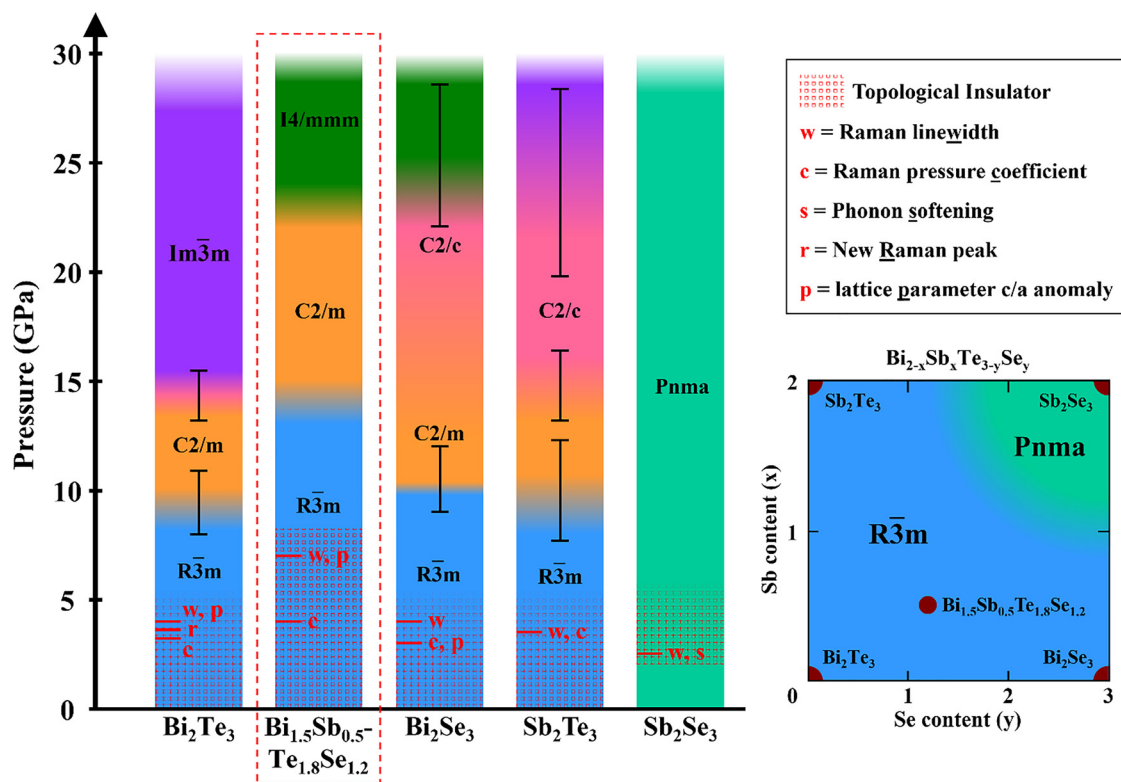 Pressure (GPa)
30
25
20
15
10
5
0
Im3̅m
C2/m
R3̅m
w, p
r
c
Bi₂Te₃
I4/mmm
C2/m
R3̅m
w, p
c
Bi₁.₅Sb₀.₅-
Te₁.₈Se₁.₂
C2/c
C2/m
R3̅m
w
c, p
Bi₂Se₃
C2/c
R3̅m
w, c
Sb₂Te₃
Pnma
w, s
Sb₂Se₃
Topological Insulator
w = Raman linewidth
c = Raman pressure coefficient
s = Phonon softening
r = New Raman peak
p = lattice parameter c/a anomaly
Bi₂₋ₓSbₓTe₃₋ᵧSeᵧ
Sb content (x)
2
1
0
Sb₂Te₃
Sb₂Se₃
Pnma
R3̅m
Bi₁.₅Sb₀.₅Te₁.₈Se₁.₂
Bi₂Te₃
Bi₂Se₃
1
2
3
Se content (y)